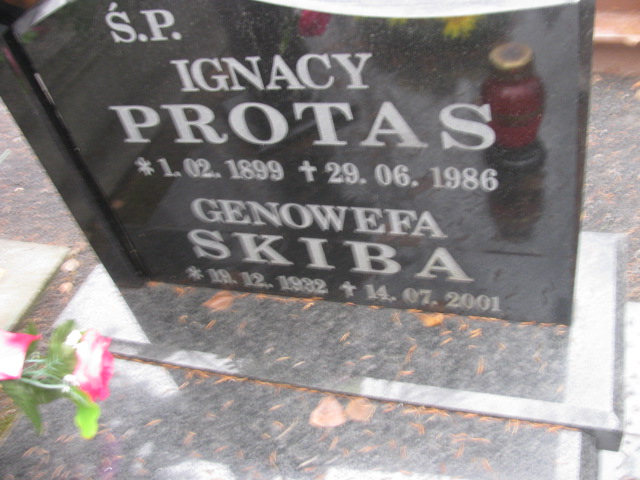 Ś.P.
IGNACY
PROTAS
* 1. 02. 1899 ✝ 29. 06. 1986
GENOWEFA
SKIBA
* 19. 12. 1932 ✝ 14. 07. 2001